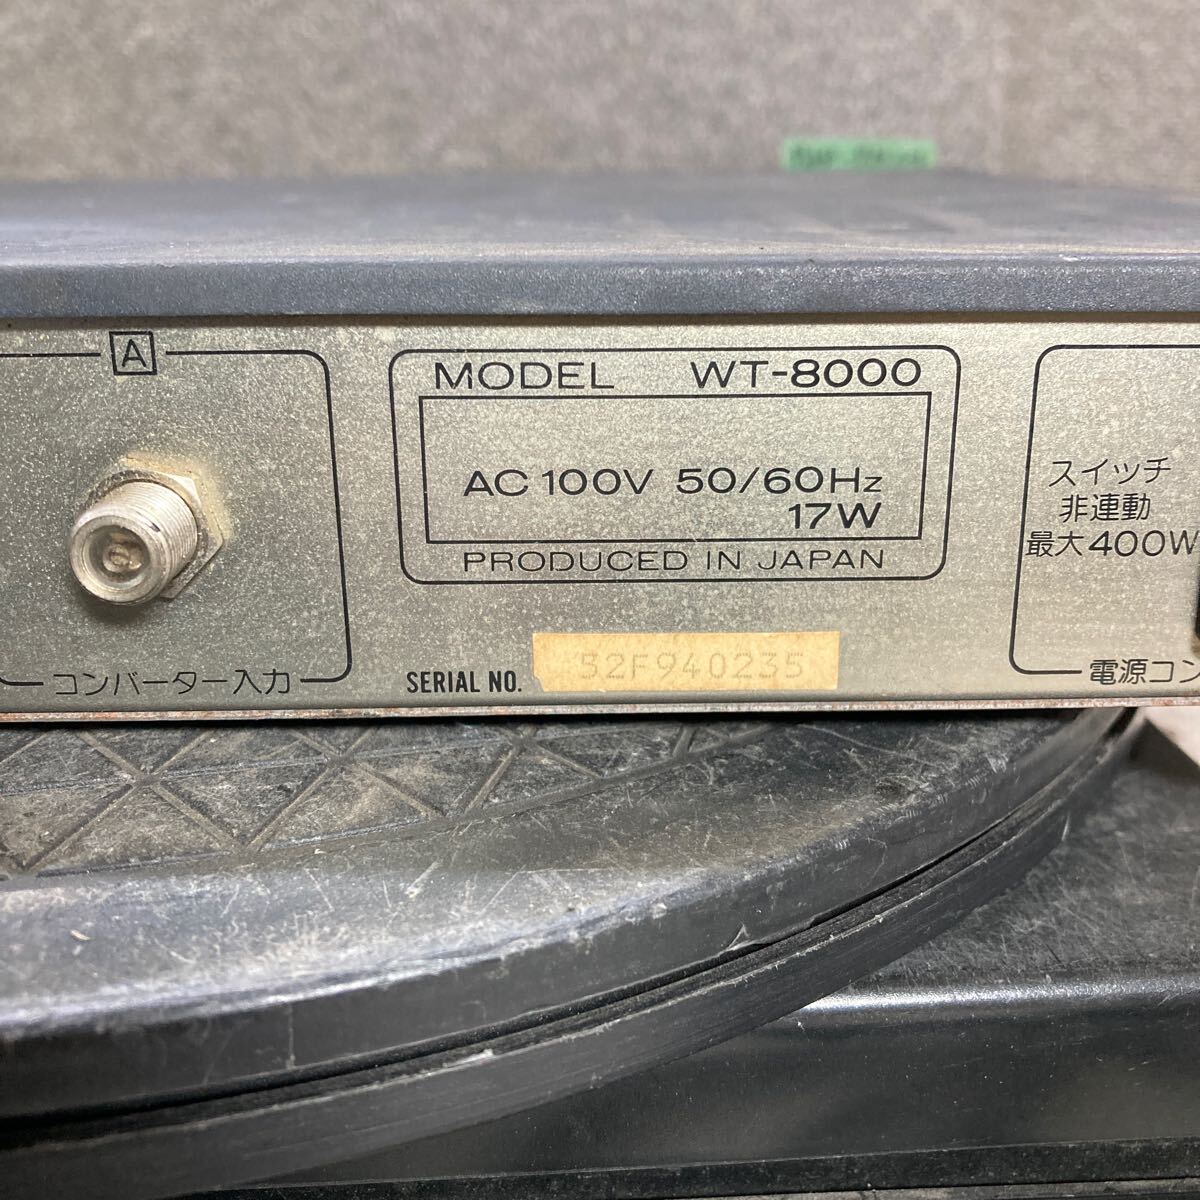 A
コンバーター入力
MODEL WT-8000
AC 100V 50/60Hz
17W
PRODUCED IN JAPAN
SERIAL NO. 52F940235
スイッチ
非連動
最大400W
電源コン